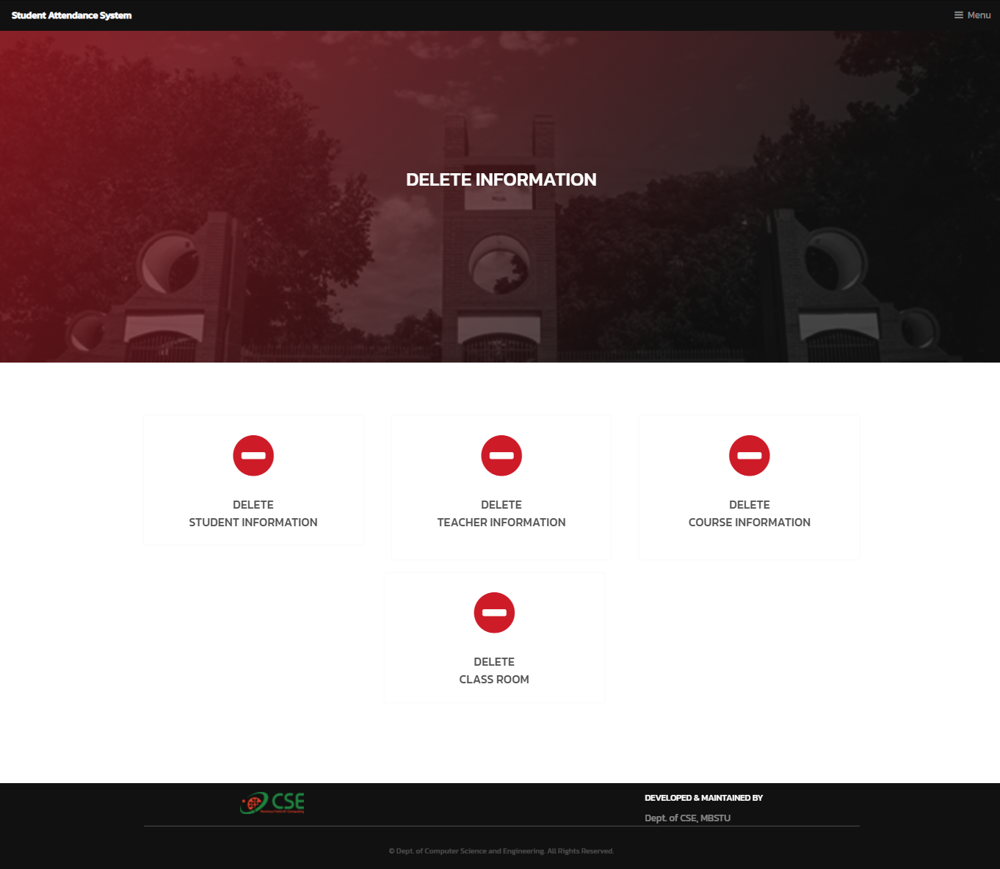 Student Attendance System
Menu
DELETE INFORMATION
DELETE
STUDENT INFORMATION
DELETE
TEACHER INFORMATION
DELETE
COURSE INFORMATION
DELETE
CLASS ROOM
CSE
DEVELOPED & MAINTAINED BY
Dept. of CSE, MBSTU
© Dept. of Computer Science and Engineering. All Rights Reserved.